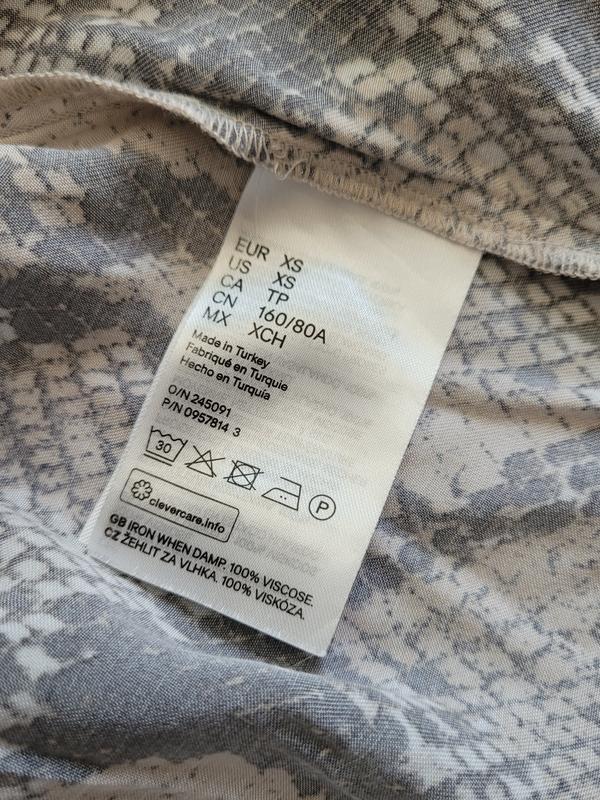 EUR XS
US XS
CA TP
CN 160/80A
MX XCH
Made in Turkey
Fabriqué en Turquie
Hecho en Turquía
O/N 245091
P/N 0957814 3
30
P
clevercare.info
GB IRON WHEN DAMP. 100% VISCOSE.
CZ ŽEHLIT ZA VLHKA. 100% VISKÓZA.